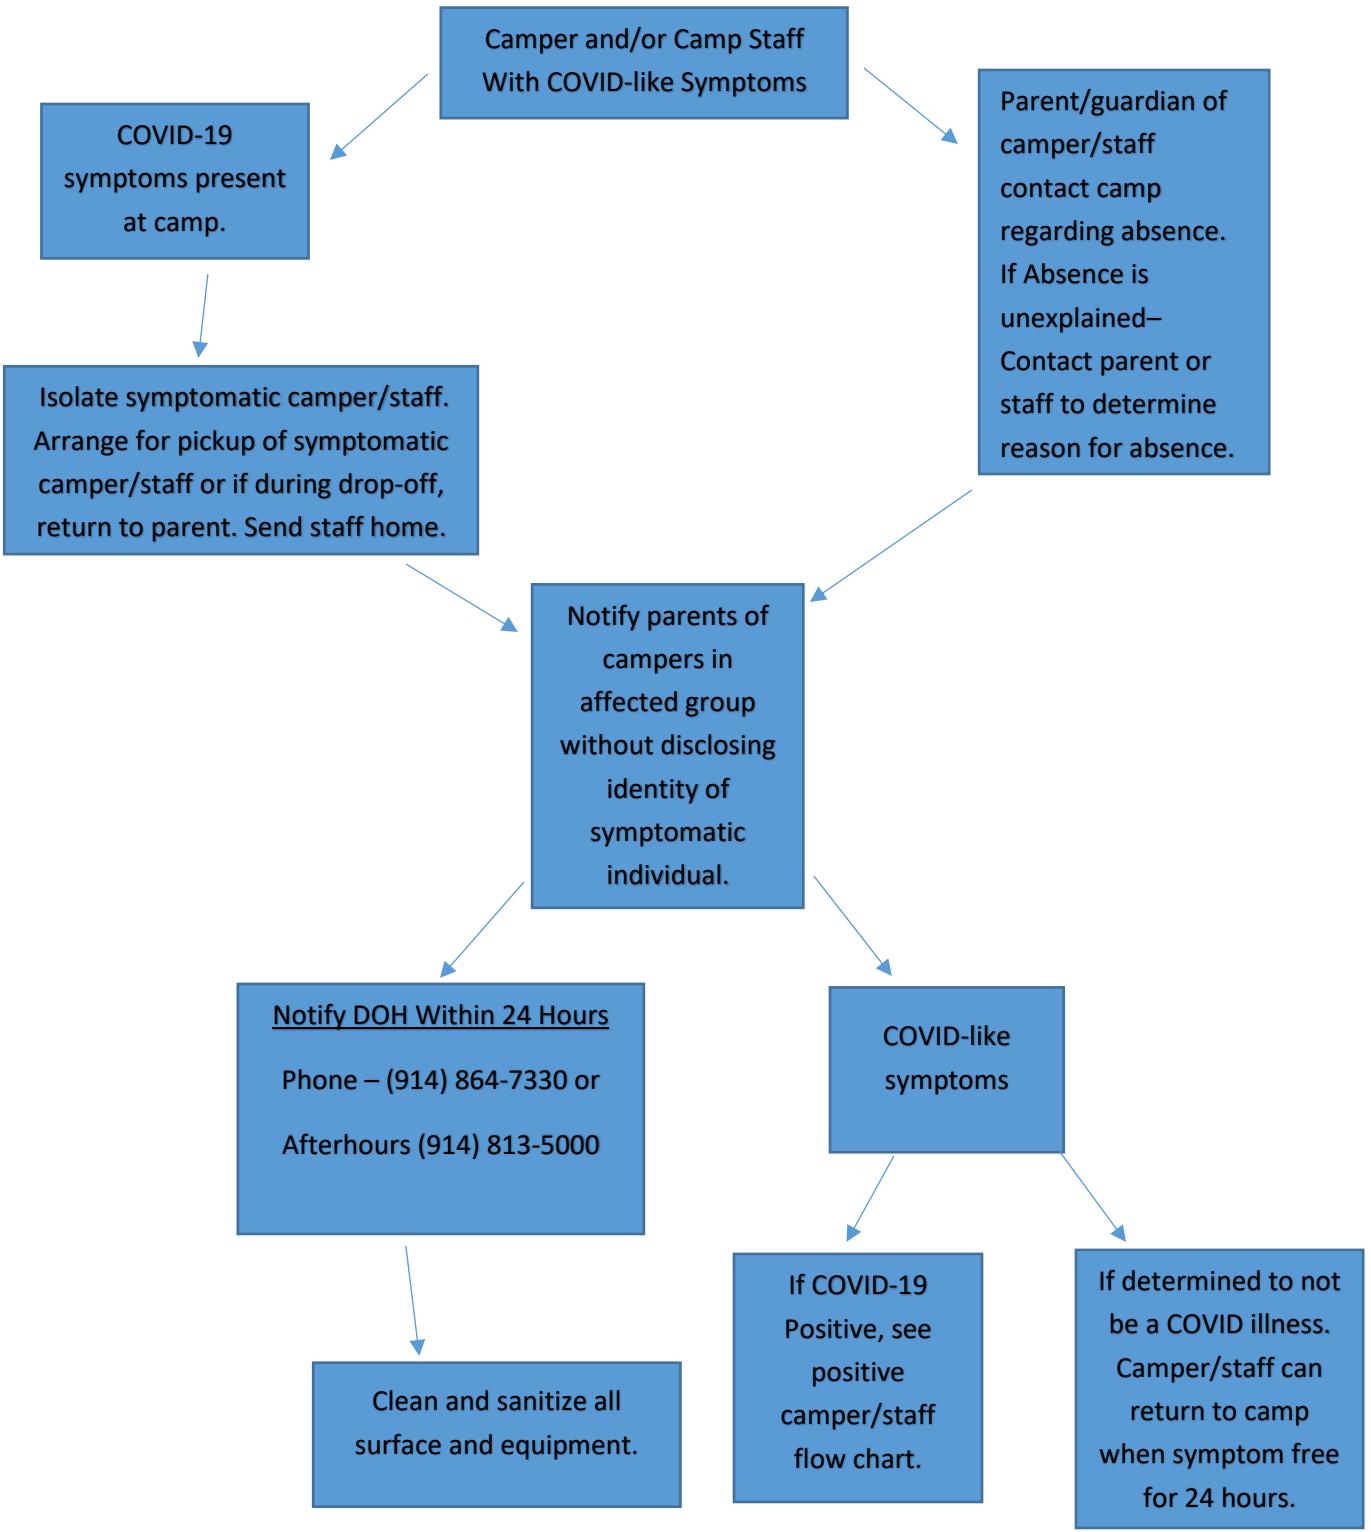 Camper and/or Camp Staff
With COVID-like Symptoms
COVID-19
symptoms present
at camp.
Parent/guardian of
camper/staff
contact camp
regarding absence.
If Absence is
unexplained–
Contact parent or
staff to determine
reason for absence.
Isolate symptomatic camper/staff.
Arrange for pickup of symptomatic
camper/staff or if during drop-off,
return to parent. Send staff home.
Notify parents of
campers in
affected group
without disclosing
identity of
symptomatic
individual.
Notify DOH Within 24 Hours
Phone – (914) 864-7330 or
Afterhours (914) 813-5000
COVID-like
symptoms
Clean and sanitize all
surface and equipment.
If COVID-19
Positive, see
positive
camper/staff
flow chart.
If determined to not
be a COVID illness.
Camper/staff can
return to camp
when symptom free
for 24 hours.